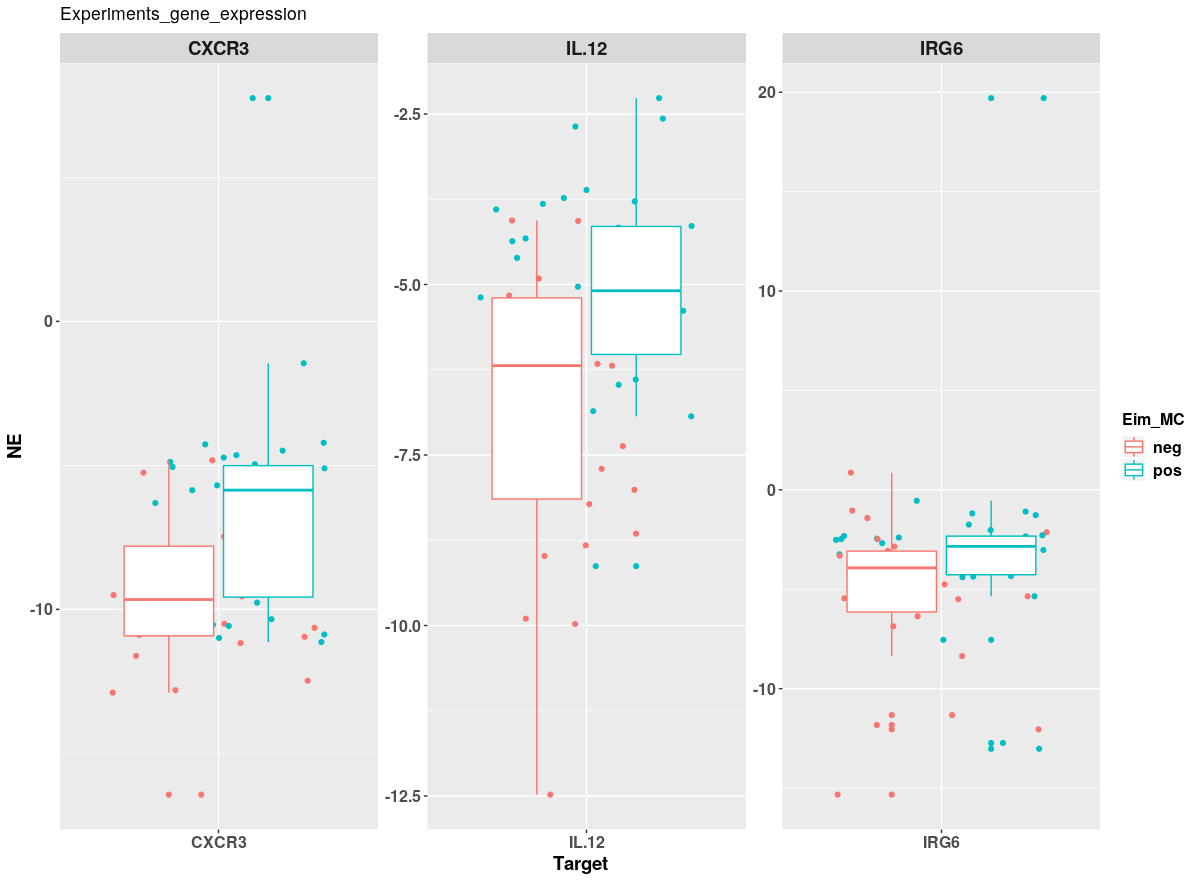 Experiments_gene_expression
CXCR3
IL.12
IRG6
NE
0
-10
-2.5
-5.0
-7.5
-10.0
-12.5
20
10
0
-10
CXCR3
IL.12
IRG6
Target
Eim_MC
neg
pos